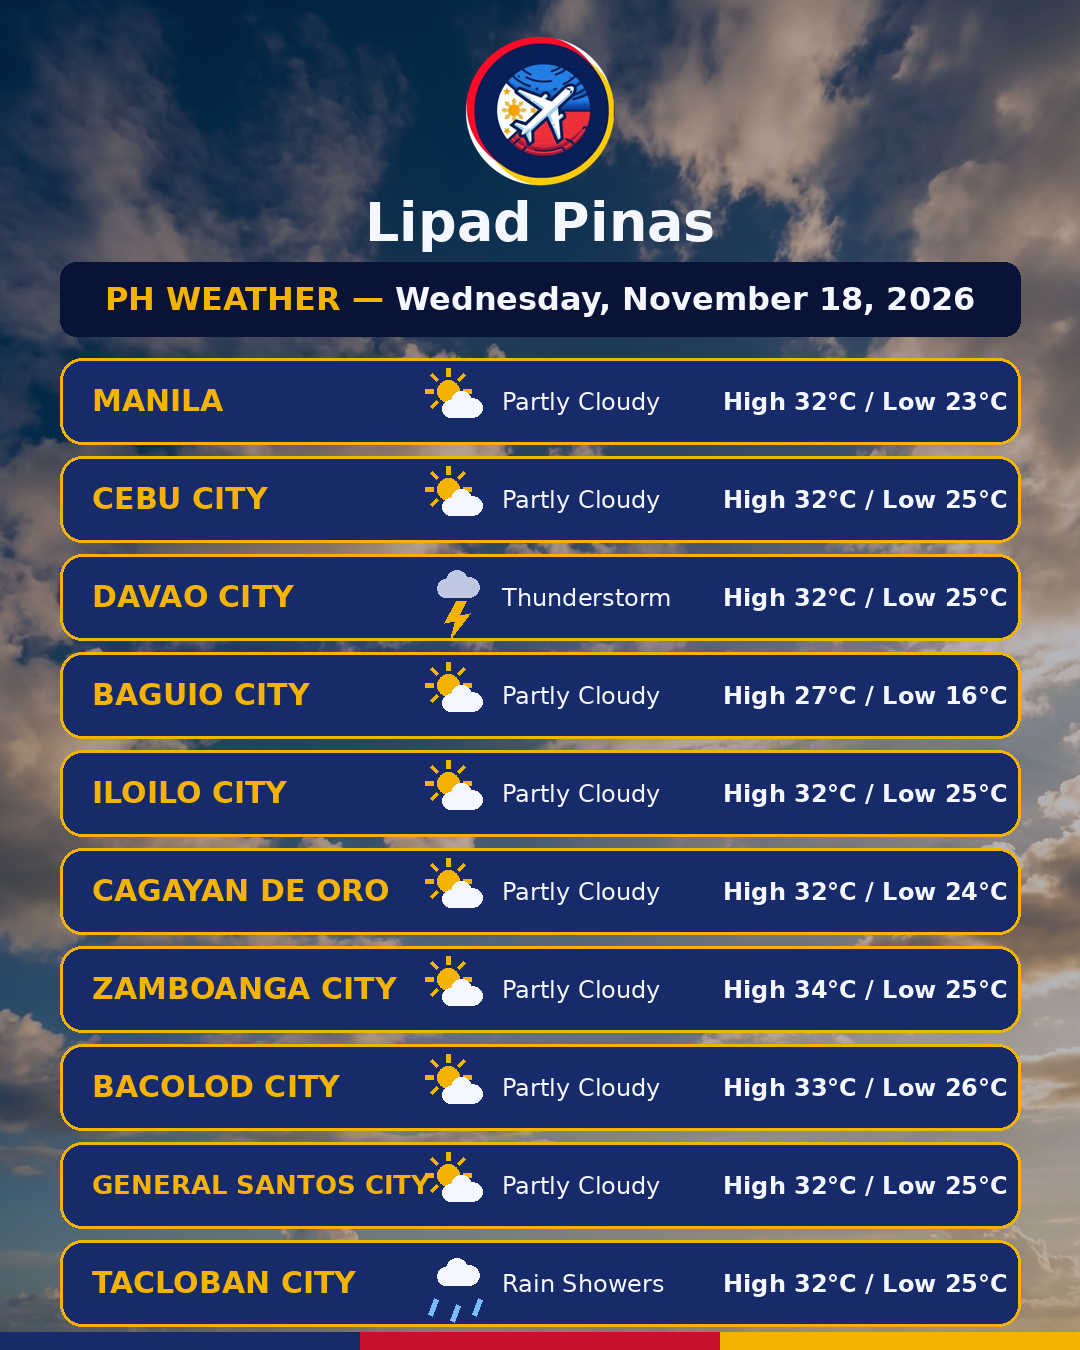 Lipad Pinas
PH WEATHER — Wednesday, November 18, 2026
MANILA Partly Cloudy High 32°C / Low 23°C
CEBU CITY Partly Cloudy High 32°C / Low 25°C
DAVAO CITY Thunderstorm High 32°C / Low 25°C
BAGUIO CITY Partly Cloudy High 27°C / Low 16°C
ILOILO CITY Partly Cloudy High 32°C / Low 25°C
CAGAYAN DE ORO Partly Cloudy High 32°C / Low 24°C
ZAMBOANGA CITY Partly Cloudy High 34°C / Low 25°C
BACOLOD CITY Partly Cloudy High 33°C / Low 26°C
GENERAL SANTOS CITY Partly Cloudy High 32°C / Low 25°C
TACLOBAN CITY Rain Showers High 32°C / Low 25°C